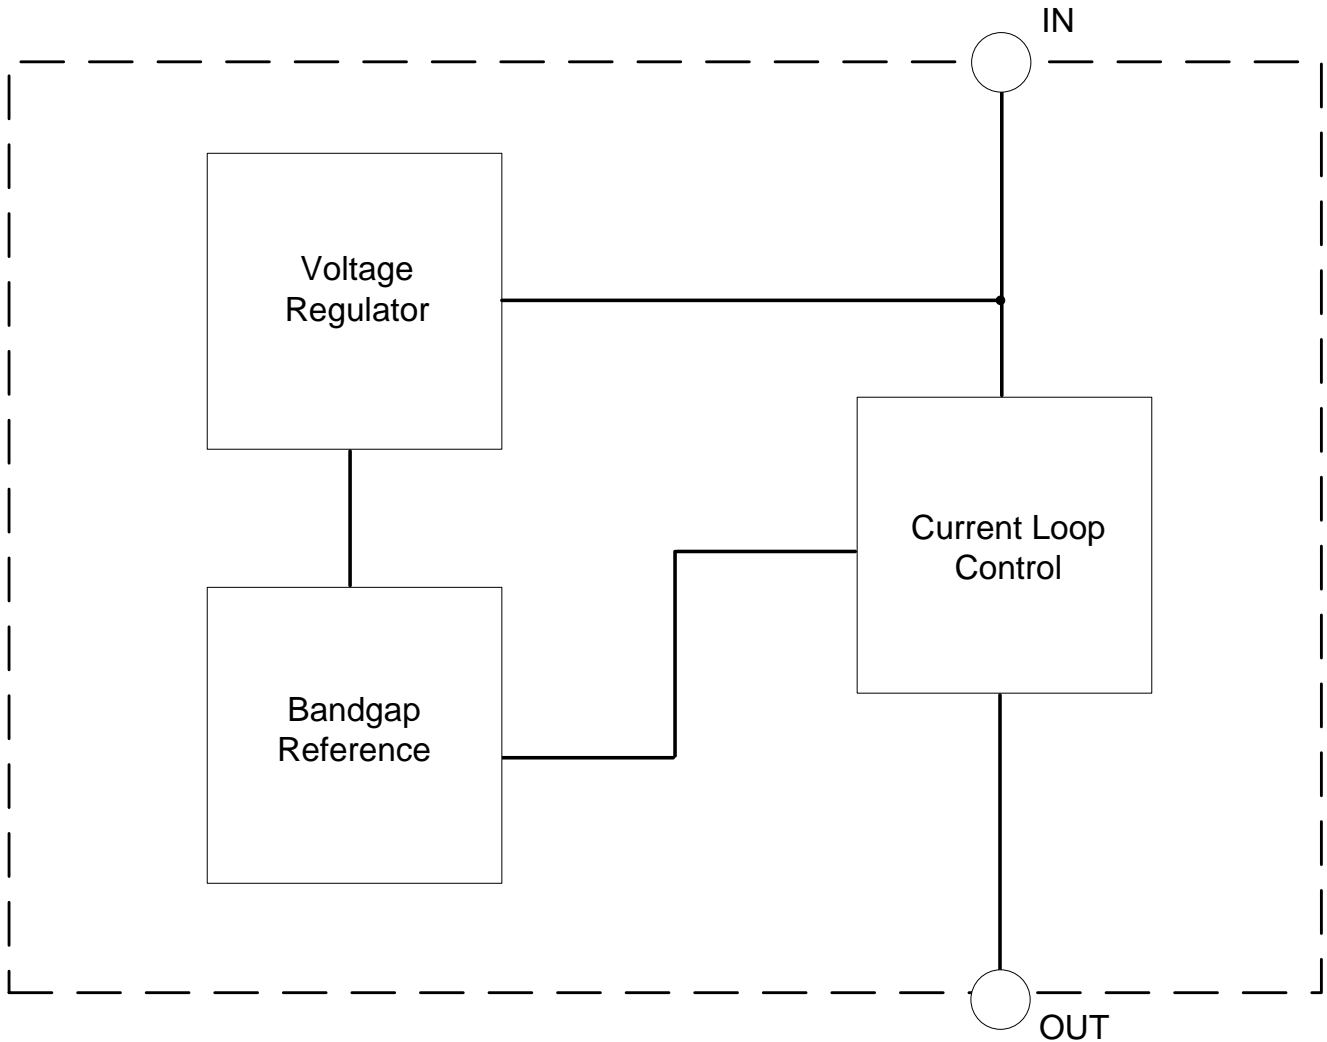 IN
Voltage
Regulator
Current Loop
Control
Bandgap
Reference
OUT